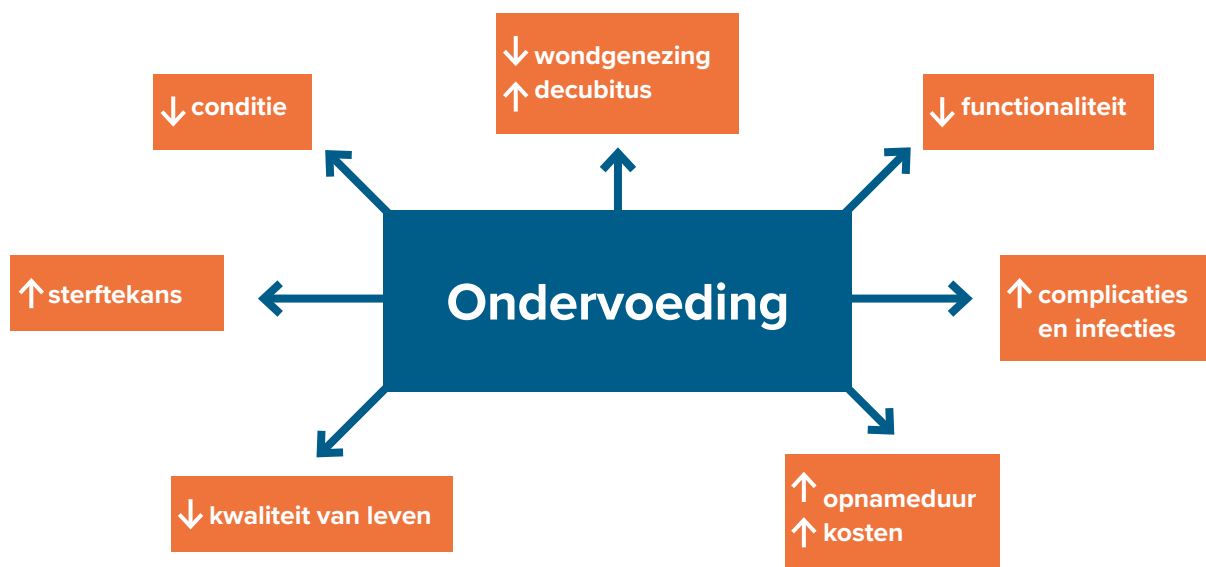 wondgenezing
decubitus
conditie
functionaliteit
Ondervoeding
sterftekans
complicaties
en infecties
kwaliteit van leven
opnameduur
kosten